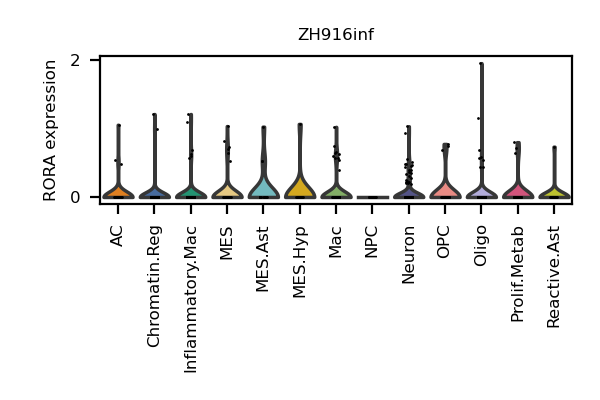 ZH916inf
RORA expression
2
0
AC
Chromatin.Reg
Inflammatory.Mac
MES
MES.Ast
MES.Hyp
Mac
NPC
Neuron
OPC
Oligo
Prolif.Metab
Reactive.Ast